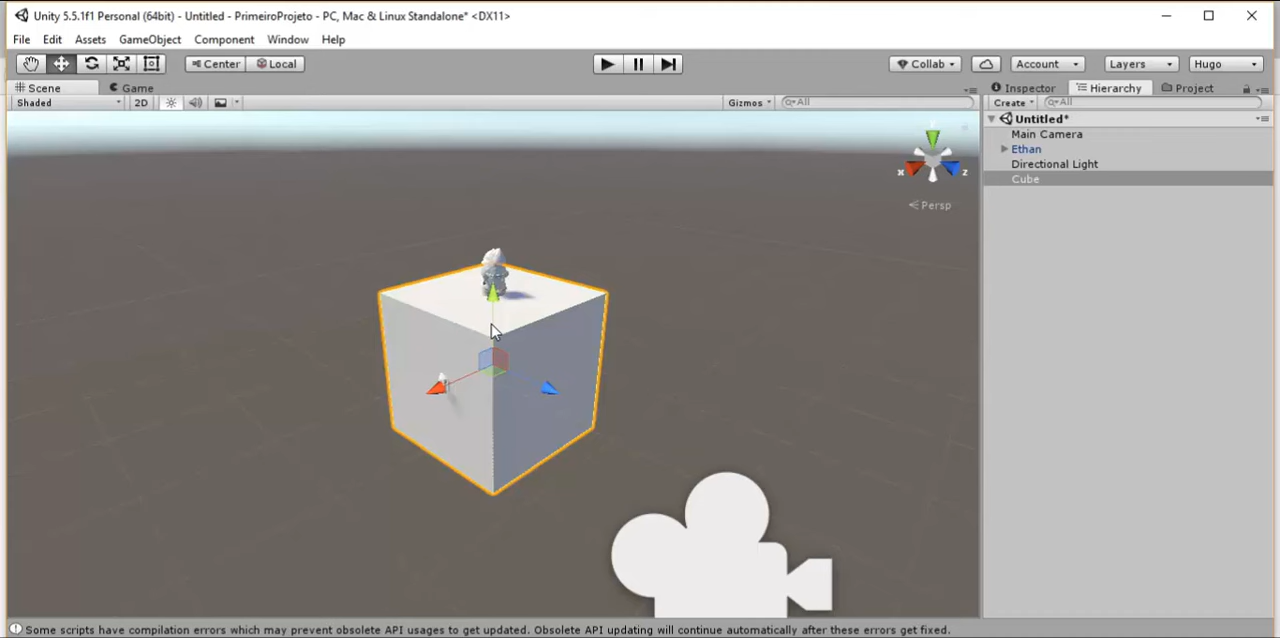 Unity 5.5.1f1 Personal (64bit) - Untitled - PrimeiroProjeto - PC, Mac & Linux Standalone* <DX11>
File Edit Assets GameObject Component Window Help
Center Local Collab Account Layers Hugo
Scene Game Inspector Hierarchy Project
Shaded 2D Gizmos All Create All
Untitled*
Main Camera
Ethan
Directional Light
Cube
y
x z
Persp
Some scripts have compilation errors which may prevent obsolete API usages to get updated. Obsolete API updating will continue automatically after these errors get fixed.